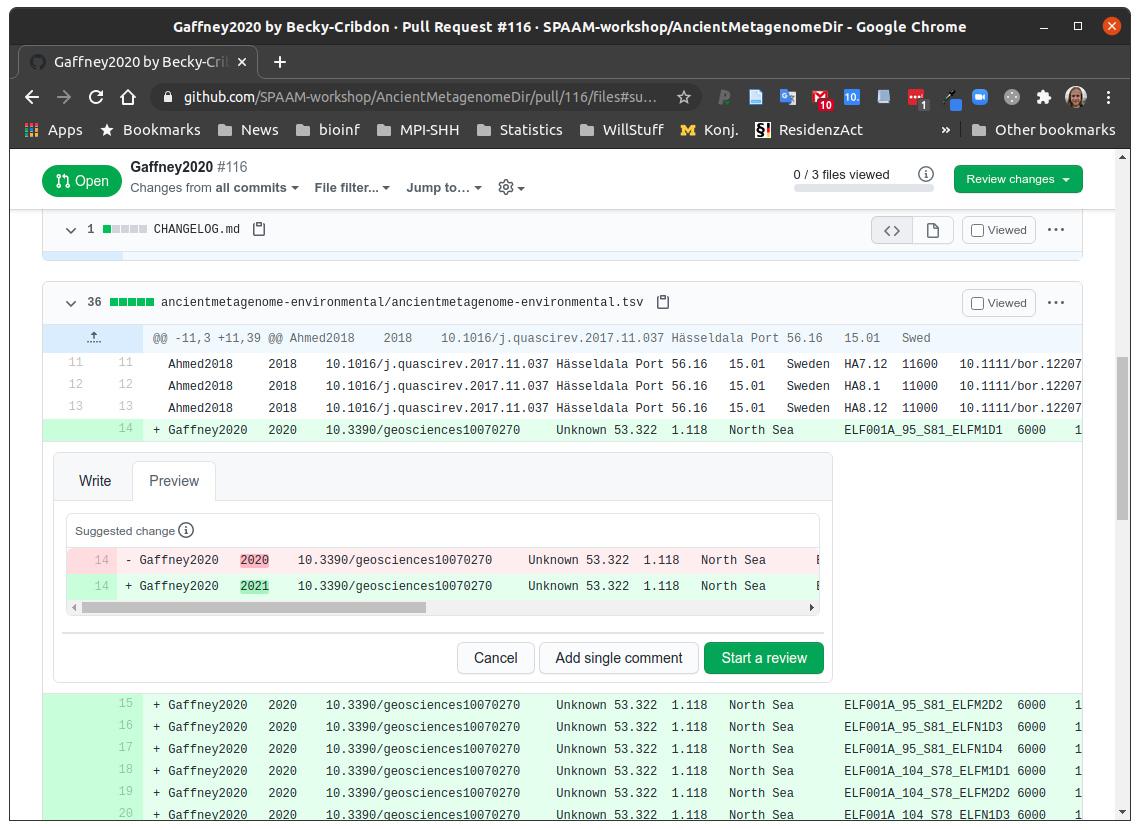 Gaffney2020 by Becky-Cribdon · Pull Request #116 · SPAAM-workshop/AncientMetagenomeDir - Google Chrome
Gaffney2020 by Becky-Crib
github.com/SPAAM-workshop/AncientMetagenomeDir/pull/116/files#su…
10 10. 1
Apps Bookmarks News bioinf MPI-SHH Statistics WillStuff Konj. ResidenzAct » Other bookmarks
Open
Gaffney2020 #116
Changes from all commits File filter... Jump to…
0 / 3 files viewed
Review changes
1 CHANGELOG.md <> Viewed ...
36 ancientmetagenome-environmental/ancientmetagenome-environmental.tsv Viewed ...
@@ -11,3 +11,39 @@ Ahmed2018 2018 10.1016/j.quascirev.2017.11.037 Hässeldala Port 56.16 15.01 Swed
11 11 Ahmed2018 2018 10.1016/j.quascirev.2017.11.037 Hässeldala Port 56.16 15.01 Sweden HA7.12 11600 10.1111/bor.12207
12 12 Ahmed2018 2018 10.1016/j.quascirev.2017.11.037 Hässeldala Port 56.16 15.01 Sweden HA8.1 11000 10.1111/bor.12207
13 13 Ahmed2018 2018 10.1016/j.quascirev.2017.11.037 Hässeldala Port 56.16 15.01 Sweden HA8.12 11000 10.1111/bor.12207
14 + Gaffney2020 2020 10.3390/geosciences10070270 Unknown 53.322 1.118 North Sea ELF001A_95_S81_ELFM1D1 6000 1
Write Preview
Suggested change
14 - Gaffney2020 2020 10.3390/geosciences10070270 Unknown 53.322 1.118 North Sea E
14 + Gaffney2020 2021 10.3390/geosciences10070270 Unknown 53.322 1.118 North Sea E
Cancel Add single comment Start a review
15 + Gaffney2020 2020 10.3390/geosciences10070270 Unknown 53.322 1.118 North Sea ELF001A_95_S81_ELFM2D2 6000 1
16 + Gaffney2020 2020 10.3390/geosciences10070270 Unknown 53.322 1.118 North Sea ELF001A_95_S81_ELFN1D3 6000 1
17 + Gaffney2020 2020 10.3390/geosciences10070270 Unknown 53.322 1.118 North Sea ELF001A_95_S81_ELFN1D4 6000 1
18 + Gaffney2020 2020 10.3390/geosciences10070270 Unknown 53.322 1.118 North Sea ELF001A_104_S78_ELFM1D1 6000 1
19 + Gaffney2020 2020 10.3390/geosciences10070270 Unknown 53.322 1.118 North Sea ELF001A_104_S78_ELFM2D2 6000 1
20 + Gaffney2020 2020 10.3390/geosciences10070270 Unknown 53.322 1.118 North Sea ELF001A_104_S78_ELFN1D3 6000 1